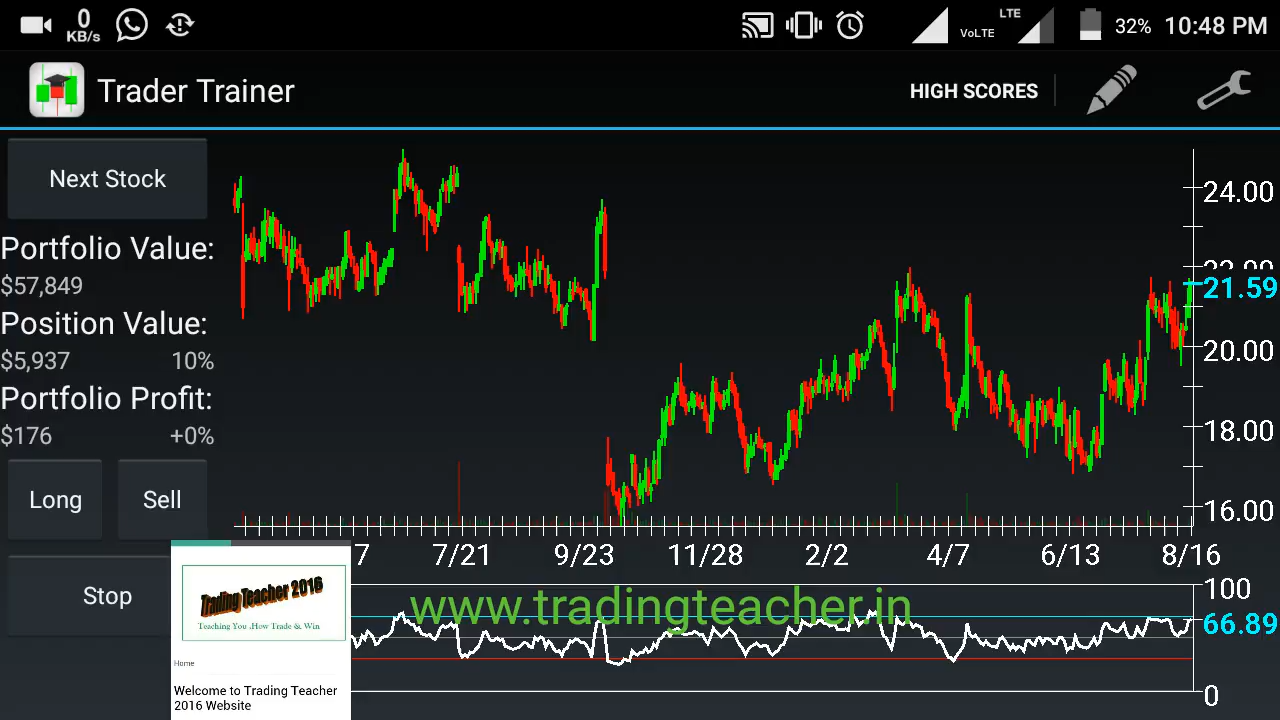 0
KB/s
VoLTE
LTE
32%
10:48 PM
Trader Trainer
HIGH SCORES
Next Stock
Portfolio Value:
$57,849
Position Value:
$5,937 10%
Portfolio Profit:
$176 +0%
Long
Sell
Stop
24.00
22.00
21.59
20.00
18.00
16.00
7 7/21 9/23 11/28 2/2 4/7 6/13 8/16
100
66.89
0
www.tradingteacher.in
Trading Teacher 2016
Teaching You .How Trade & Win
Home
Welcome to Trading Teacher
2016 Website